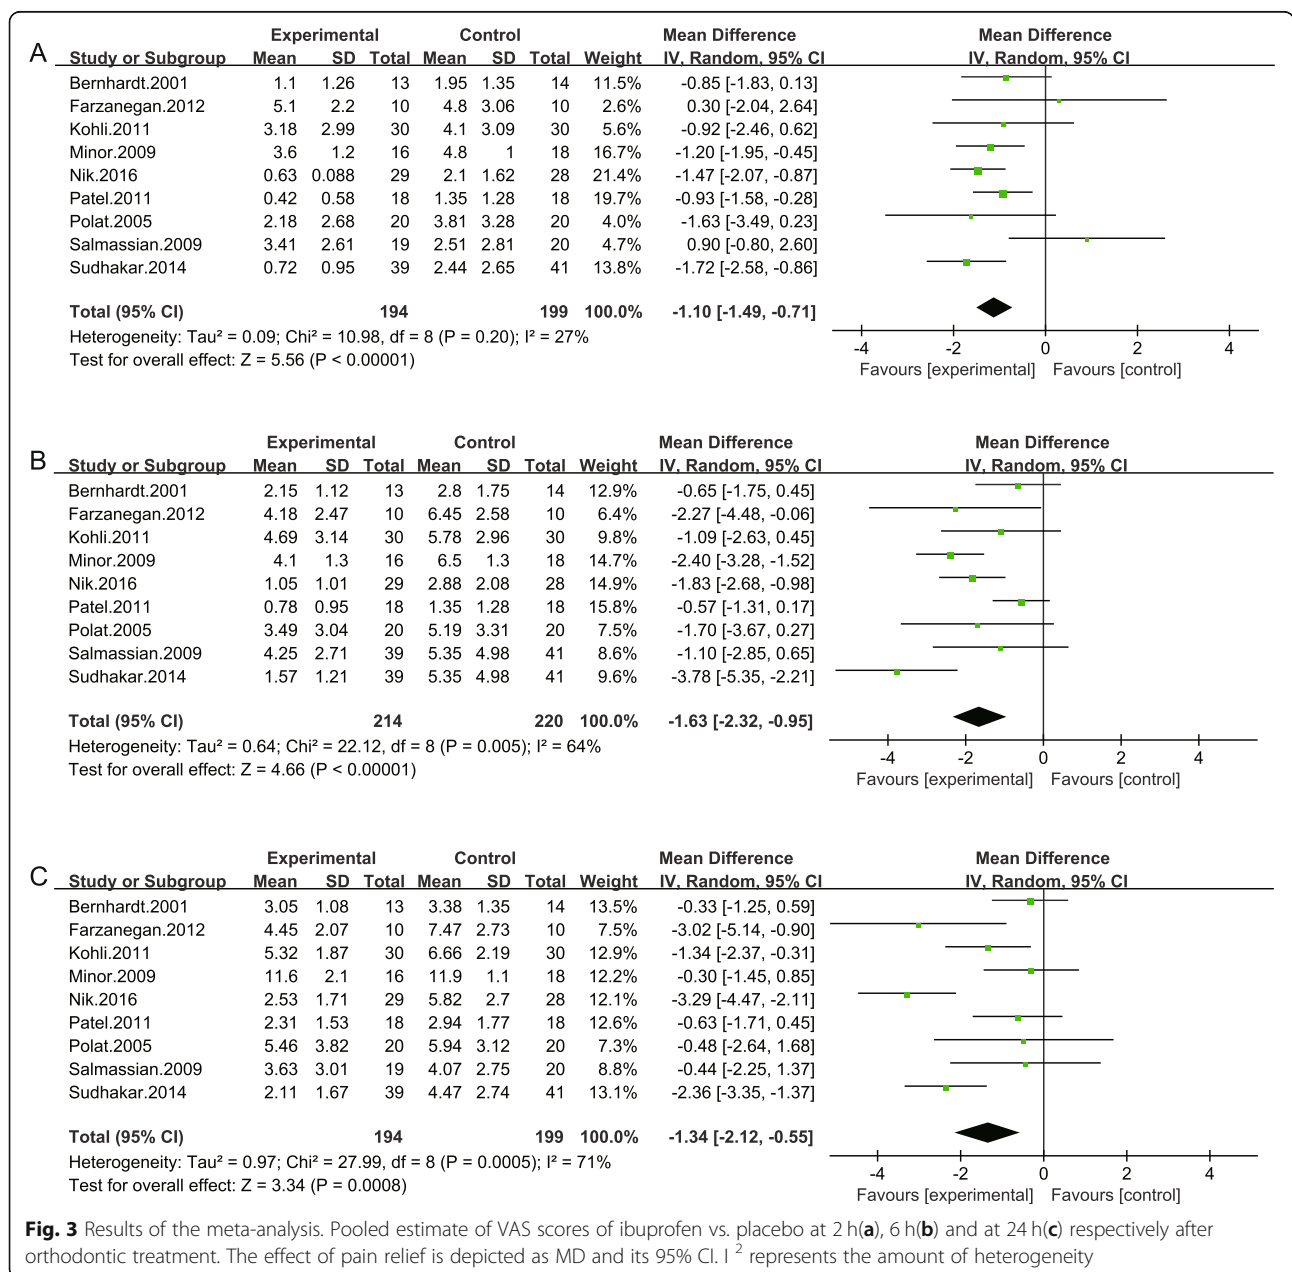 A
Experimental Control Mean Difference Mean Difference
Study or Subgroup Mean SD Total Mean SD Total Weight IV, Random, 95% CI IV, Random, 95% CI
Bernhardt.2001 1.1 1.26 13 1.95 1.35 14 11.5% -0.85 [-1.83, 0.13]
Farzanegan.2012 5.1 2.2 10 4.8 3.06 10 2.6% 0.30 [-2.04, 2.64]
Kohli.2011 3.18 2.99 30 4.1 3.09 30 5.6% -0.92 [-2.46, 0.62]
Minor.2009 3.6 1.2 16 4.8 1 18 16.7% -1.20 [-1.95, -0.45]
Nik.2016 0.63 0.088 29 2.1 1.62 28 21.4% -1.47 [-2.07, -0.87]
Patel.2011 0.42 0.58 18 1.35 1.28 18 19.7% -0.93 [-1.58, -0.28]
Polat.2005 2.18 2.68 20 3.81 3.28 20 4.0% -1.63 [-3.49, 0.23]
Salmassian.2009 3.41 2.61 19 2.51 2.81 20 4.7% 0.90 [-0.80, 2.60]
Sudhakar.2014 0.72 0.95 39 2.44 2.65 41 13.8% -1.72 [-2.58, -0.86]
Total (95% CI) 194 199 100.0% -1.10 [-1.49, -0.71]
Heterogeneity: Tau² = 0.09; Chi² = 10.98, df = 8 (P = 0.20); I² = 27%
Test for overall effect: Z = 5.56 (P < 0.00001)
-4 -2 0 2 4
Favours [experimental] Favours [control]
B
Experimental Control Mean Difference Mean Difference
Study or Subgroup Mean SD Total Mean SD Total Weight IV, Random, 95% CI IV, Random, 95% CI
Bernhardt.2001 2.15 1.12 13 2.8 1.75 14 12.9% -0.65 [-1.75, 0.45]
Farzanegan.2012 4.18 2.47 10 6.45 2.58 10 6.4% -2.27 [-4.48, -0.06]
Kohli.2011 4.69 3.14 30 5.78 2.96 30 9.8% -1.09 [-2.63, 0.45]
Minor.2009 4.1 1.3 16 6.5 1.3 18 14.7% -2.40 [-3.28, -1.52]
Nik.2016 1.05 1.01 29 2.88 2.08 28 14.9% -1.83 [-2.68, -0.98]
Patel.2011 0.78 0.95 18 1.35 1.28 18 15.8% -0.57 [-1.31, 0.17]
Polat.2005 3.49 3.04 20 5.19 3.31 20 7.5% -1.70 [-3.67, 0.27]
Salmassian.2009 4.25 2.71 39 5.35 4.98 41 8.6% -1.10 [-2.85, 0.65]
Sudhakar.2014 1.57 1.21 39 5.35 4.98 41 9.6% -3.78 [-5.35, -2.21]
Total (95% CI) 214 220 100.0% -1.63 [-2.32, -0.95]
Heterogeneity: Tau² = 0.64; Chi² = 22.12, df = 8 (P = 0.005); I² = 64%
Test for overall effect: Z = 4.66 (P < 0.00001)
-4 -2 0 2 4
Favours [experimental] Favours [control]
C
Experimental Control Mean Difference Mean Difference
Study or Subgroup Mean SD Total Mean SD Total Weight IV, Random, 95% CI IV, Random, 95% CI
Bernhardt.2001 3.05 1.08 13 3.38 1.35 14 13.5% -0.33 [-1.25, 0.59]
Farzanegan.2012 4.45 2.07 10 7.47 2.73 10 7.5% -3.02 [-5.14, -0.90]
Kohli.2011 5.32 1.87 30 6.66 2.19 30 12.9% -1.34 [-2.37, -0.31]
Minor.2009 11.6 2.1 16 11.9 1.1 18 12.2% -0.30 [-1.45, 0.85]
Nik.2016 2.53 1.71 29 5.82 2.7 28 12.1% -3.29 [-4.47, -2.11]
Patel.2011 2.31 1.53 18 2.94 1.77 18 12.6% -0.63 [-1.71, 0.45]
Polat.2005 5.46 3.82 20 5.94 3.12 20 7.3% -0.48 [-2.64, 1.68]
Salmassian.2009 3.63 3.01 19 4.07 2.75 20 8.8% -0.44 [-2.25, 1.37]
Sudhakar.2014 2.11 1.67 39 4.47 2.74 41 13.1% -2.36 [-3.35, -1.37]
Total (95% CI) 194 199 100.0% -1.34 [-2.12, -0.55]
Heterogeneity: Tau² = 0.97; Chi² = 27.99, df = 8 (P = 0.0005); I² = 71%
Test for overall effect: Z = 3.34 (P = 0.0008)
-4 -2 0 2 4
Favours [experimental] Favours [control]
Fig. 3 Results of the meta-analysis. Pooled estimate of VAS scores of ibuprofen vs. placebo at 2 h(a), 6 h(b) and at 24 h(c) respectively after
orthodontic treatment. The effect of pain relief is depicted as MD and its 95% CI. I ² represents the amount of heterogeneity